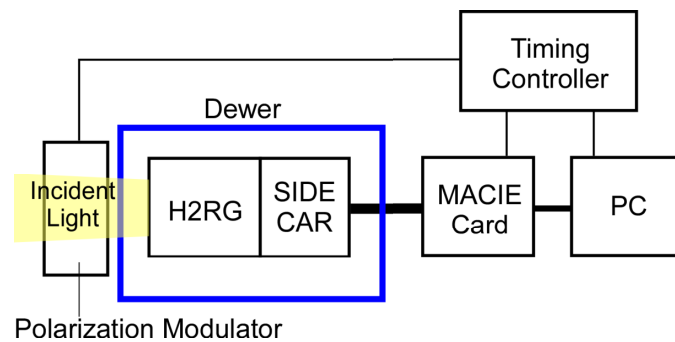 Timing
Controller
Dewer
Incident
Light
H2RG
SIDE
CAR
MACIE
Card
PC
Polarization Modulator